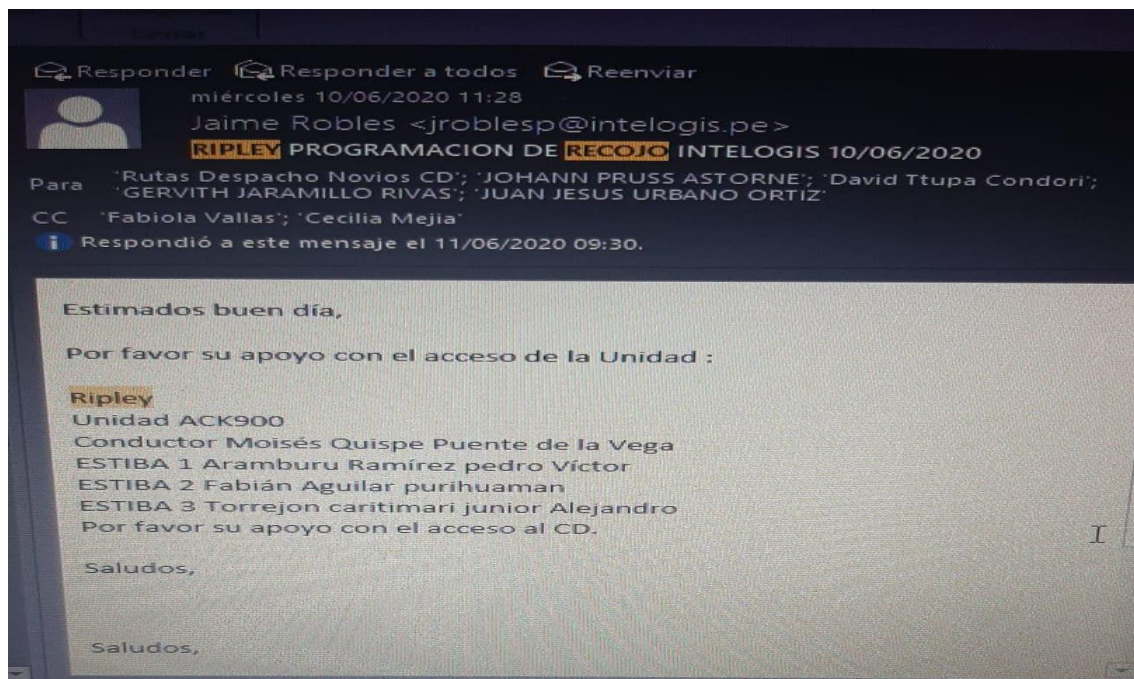 Responder Responder a todos Reenviar
miércoles 10/06/2020 11:28
Jaime Robles <jroblesp@intelogis.pe>
RIPLEY PROGRAMACION DE RECOJO INTELOGIS 10/06/2020
Para 'Rutas Despacho Novios CD'; 'JOHANN PRUSS ASTORNE'; 'David Ttupa Condori';
'GERVITH JARAMILLO RIVAS'; 'JUAN JESUS URBANO ORTIZ'
CC 'Fabiola Vallas'; 'Cecilia Mejia'
Respondió a este mensaje el 11/06/2020 09:30.
Estimados buen día,
Por favor su apoyo con el acceso de la Unidad :
Ripley
Unidad ACK900
Conductor Moisés Quispe Puente de la Vega
ESTIBA 1 Aramburu Ramírez pedro Víctor
ESTIBA 2 Fabián Aguilar purihuaman
ESTIBA 3 Torrejon caritimari junior Alejandro
Por favor su apoyo con el acceso al CD.
Saludos,
Saludos,